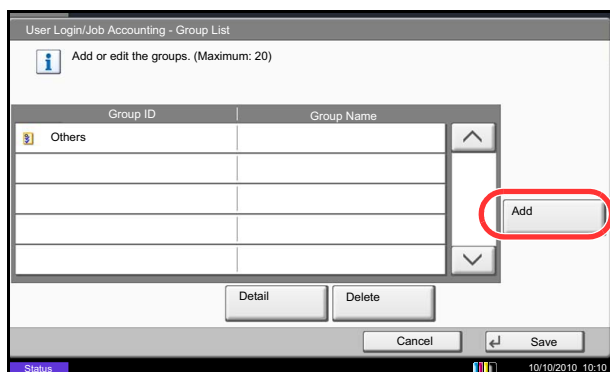 User Login/Job Accounting - Group List
Add or edit the groups. (Maximum: 20)
Group ID Group Name
Others
Add
Detail Delete
Cancel Save
Status 10/10/2010 10:10